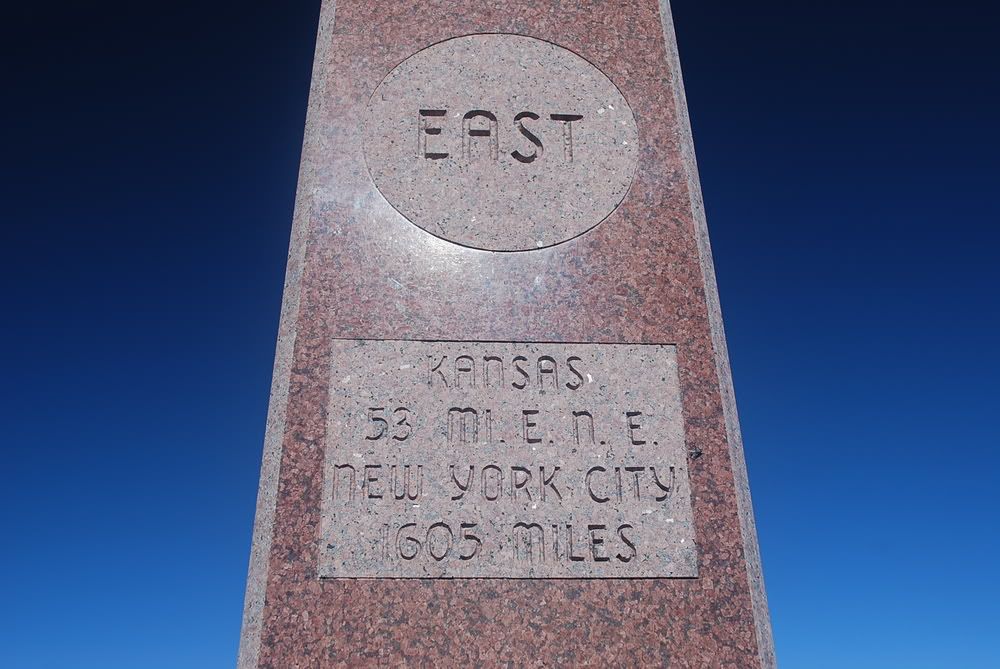 EAST
KANSAS
53 MI. E. N. E.
NEW YORK CITY
1605 MILES